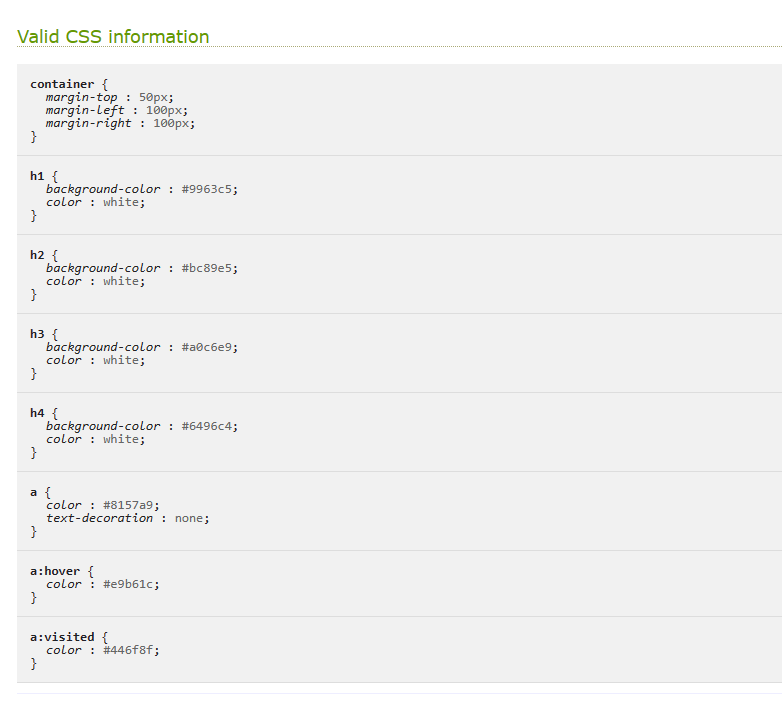 Valid CSS information
container {
margin-top : 50px;
margin-left : 100px;
margin-right : 100px;
}
h1 {
background-color : #9963c5;
color : white;
}
h2 {
background-color : #bc89e5;
color : white;
}
h3 {
background-color : #a0c6e9;
color : white;
}
h4 {
background-color : #6496c4;
color : white;
}
a {
color : #8157a9;
text-decoration : none;
}
a:hover {
color : #e9b61c;
}
a:visited {
color : #446f8f;
}